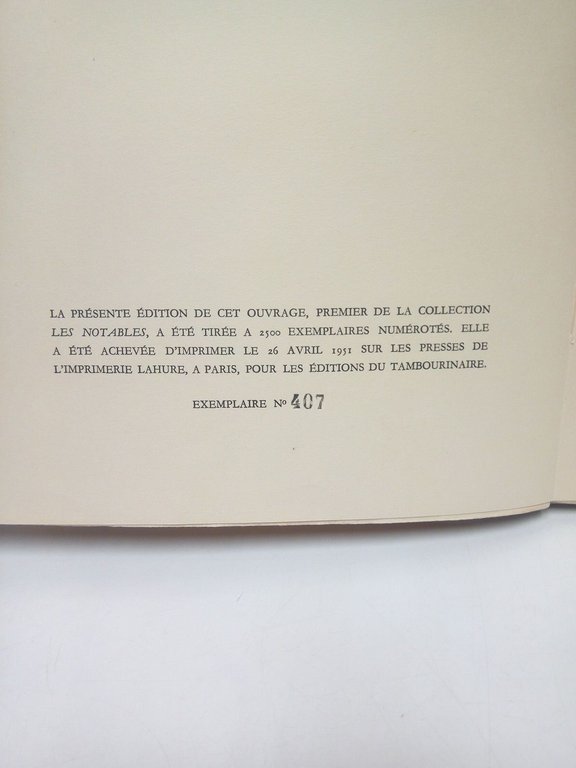 LA PRÉSENTE ÉDITION DE CET OUVRAGE, PREMIER DE LA COLLECTION
LES NOTABLES, A ÉTÉ TIRÉE A 2500 EXEMPLAIRES NUMÉROTÉS. ELLE
A ÉTÉ ACHEVÉE D'IMPRIMER LE 26 AVRIL 1951 SUR LES PRESSES DE
L'IMPRIMERIE LAHURE, A PARIS, POUR LES ÉDITIONS DU TAMBOURINAIRE.
EXEMPLAIRE Nº 407